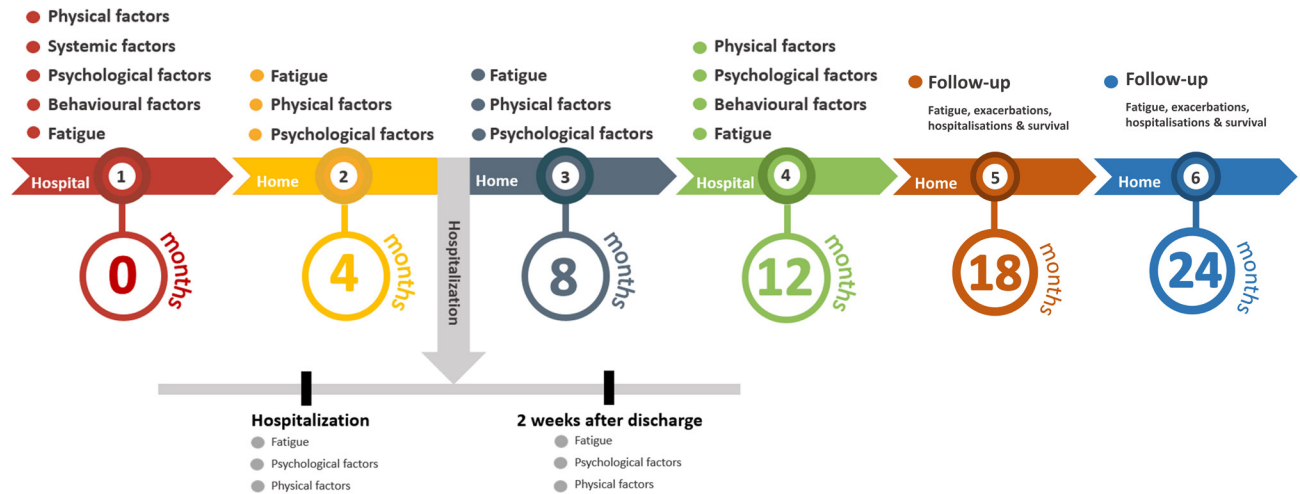 Physical factors
Systemic factors
Psychological factors
Behavioural factors
Fatigue
Hospital
1
0
months
Fatigue
Physical factors
Psychological factors
Home
2
4
months
Hospitalization
Fatigue
Physical factors
Psychological factors
Home
3
8
months
Physical factors
Psychological factors
Behavioural factors
Fatigue
Hospital
4
12
months
Follow-up
Fatigue, exacerbations,
hospitalisations & survival
Home
5
18
months
Follow-up
Fatigue, exacerbations,
hospitalisations & survival
Home
6
24
months
Hospitalization
Fatigue
Psychological factors
Physical factors
2 weeks after discharge
Fatigue
Psychological factors
Physical factors